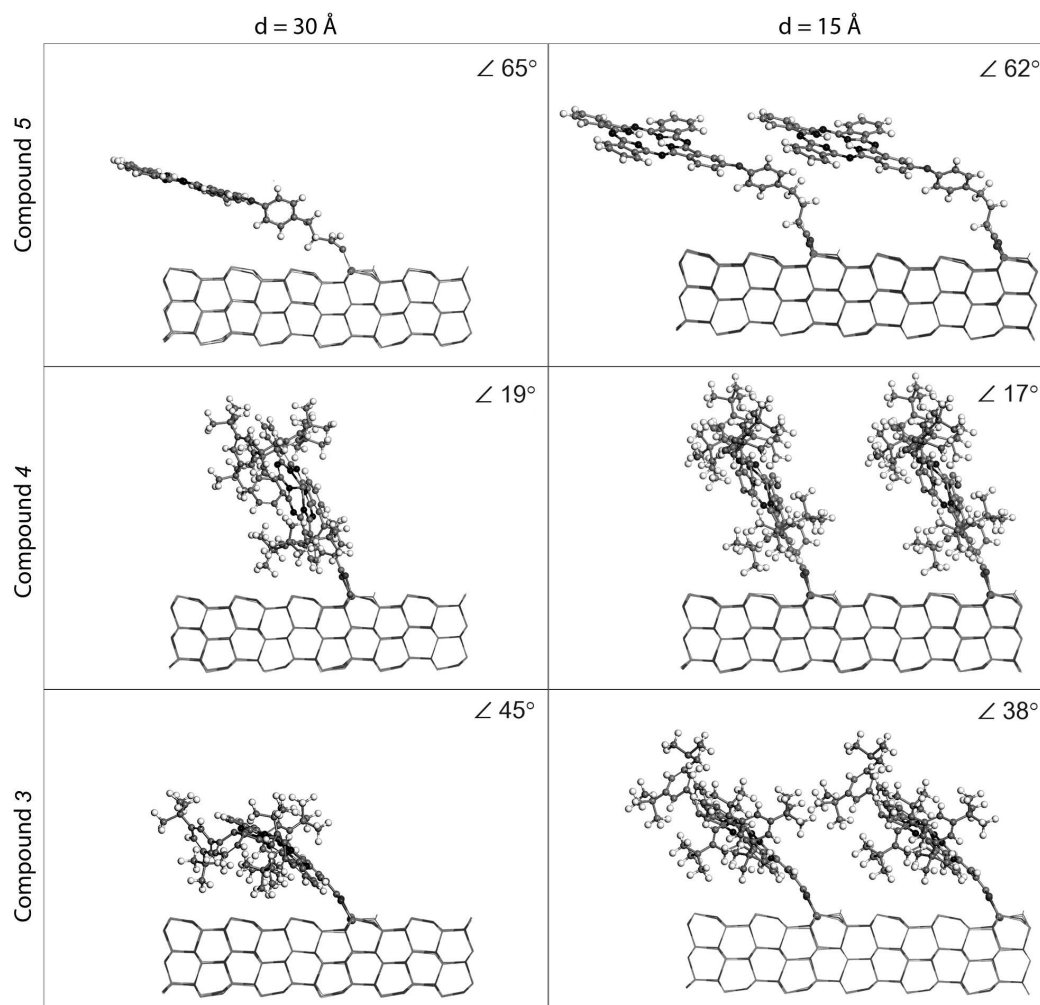 d = 30 Å
d = 15 Å
Compound 5
∠ 65°
∠ 62°
Compound 4
∠ 19°
∠ 17°
Compound 3
∠ 45°
∠ 38°